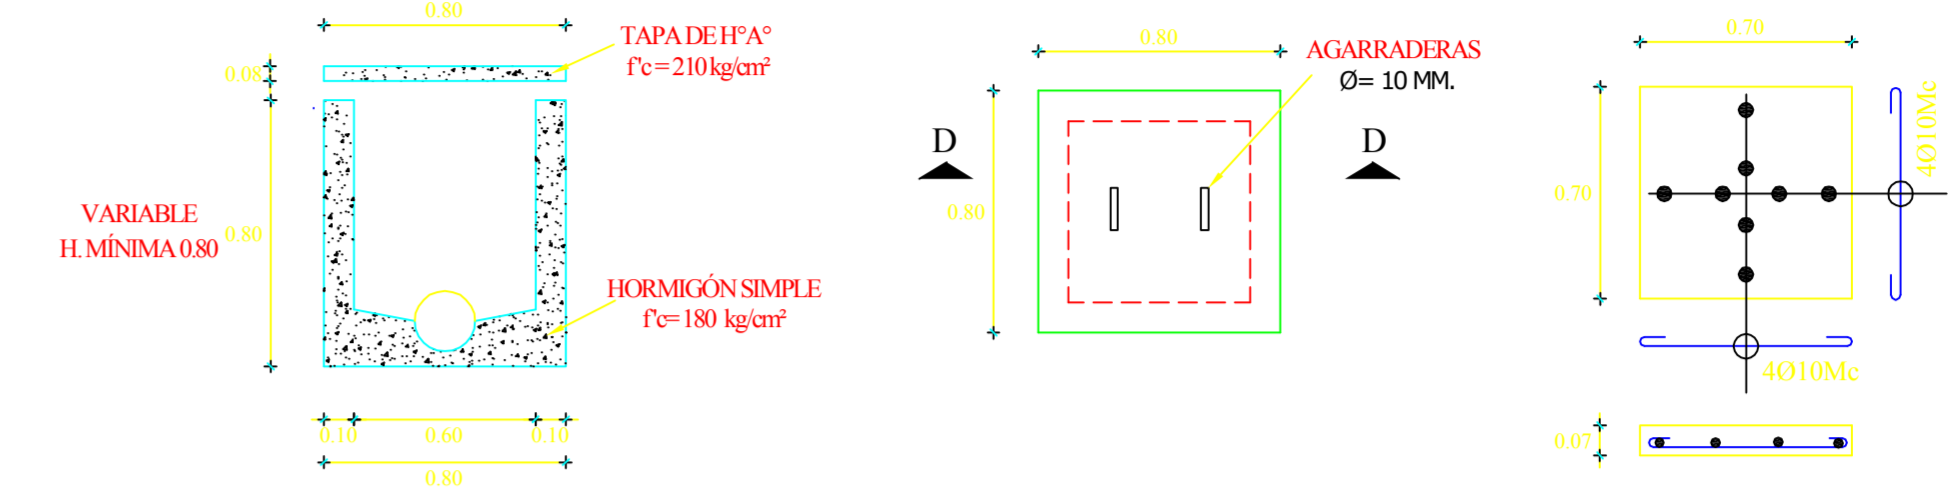 0.80
TAPA DE H°A°
f'c = 210 kg/cm²
0.08
VARIABLE
H. MÍNIMA 0.80
0.80
HORMIGÓN SIMPLE
f'c= 180 kg/cm²
0.10 0.60 0.10
0.80
0.80
AGARRADERAS
Ø= 10 MM.
D
D
0.80
0.70
0.70
4Ø10Mc
4Ø10Mc
0.07